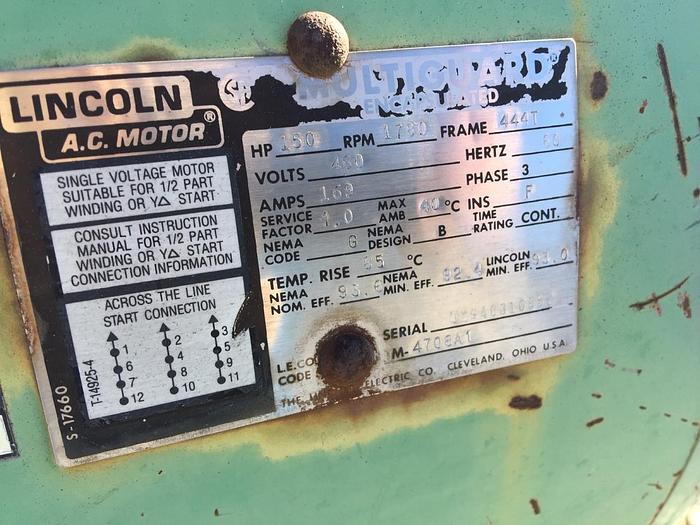 LINCOLN
A.C. MOTOR®
SINGLE VOLTAGE MOTOR
SUITABLE FOR 1/2 PART
WINDING OR Y∆ START
CONSULT INSTRUCTION
MANUAL FOR 1/2 PART
WINDING OR Y∆ START
CONNECTION INFORMATION
ACROSS THE LINE
START CONNECTION
1 2 3
6 4 5
7 8 9
12 10 11
T-14925-4
S-17660
MULTIGUARD®
ENCAPSULATED
HP 150 RPM 1780 FRAME 444T
VOLTS 460 HERTZ 60
AMPS 169 PHASE 3
SERVICE FACTOR 1.0 MAX AMB 40 °C INS F
NEMA CODE G NEMA DESIGN B TIME RATING CONT.
TEMP. RISE 85 °C
NEMA NOM. EFF. 93.6 NEMA MIN. EFF. 92.4 LINCOLN MIN. EFF. 93.0
SERIAL
L.E.CO. CODE M-4708A1
THE ELECTRIC CO. CLEVELAND, OHIO U.S.A.